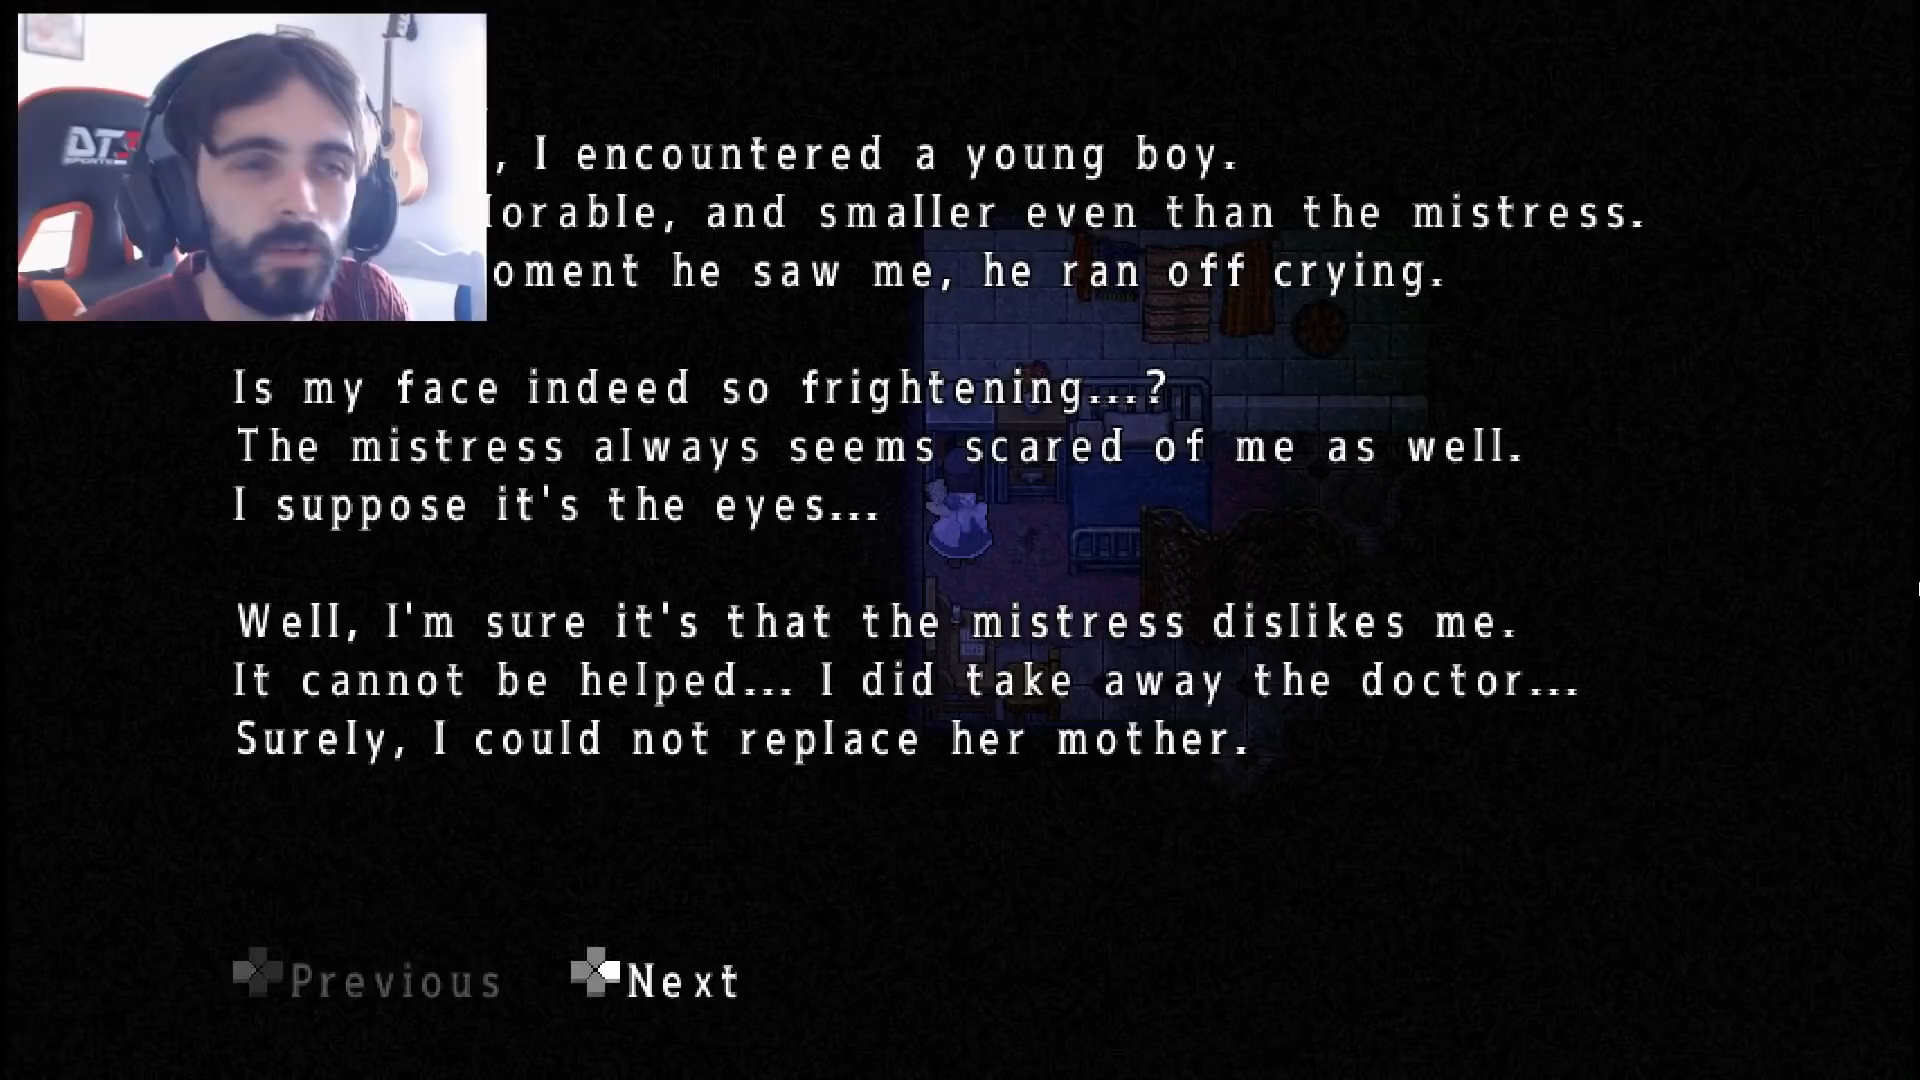 DT3
SPORTS
, I encountered a young boy.
orable, and smaller even than the mistress.
oment he saw me, he ran off crying.
Is my face indeed so frightening...?
The mistress always seems scared of me as well.
I suppose it's the eyes...
Well, I'm sure it's that the mistress dislikes me.
It cannot be helped... I did take away the doctor...
Surely, I could not replace her mother.
Previous
Next